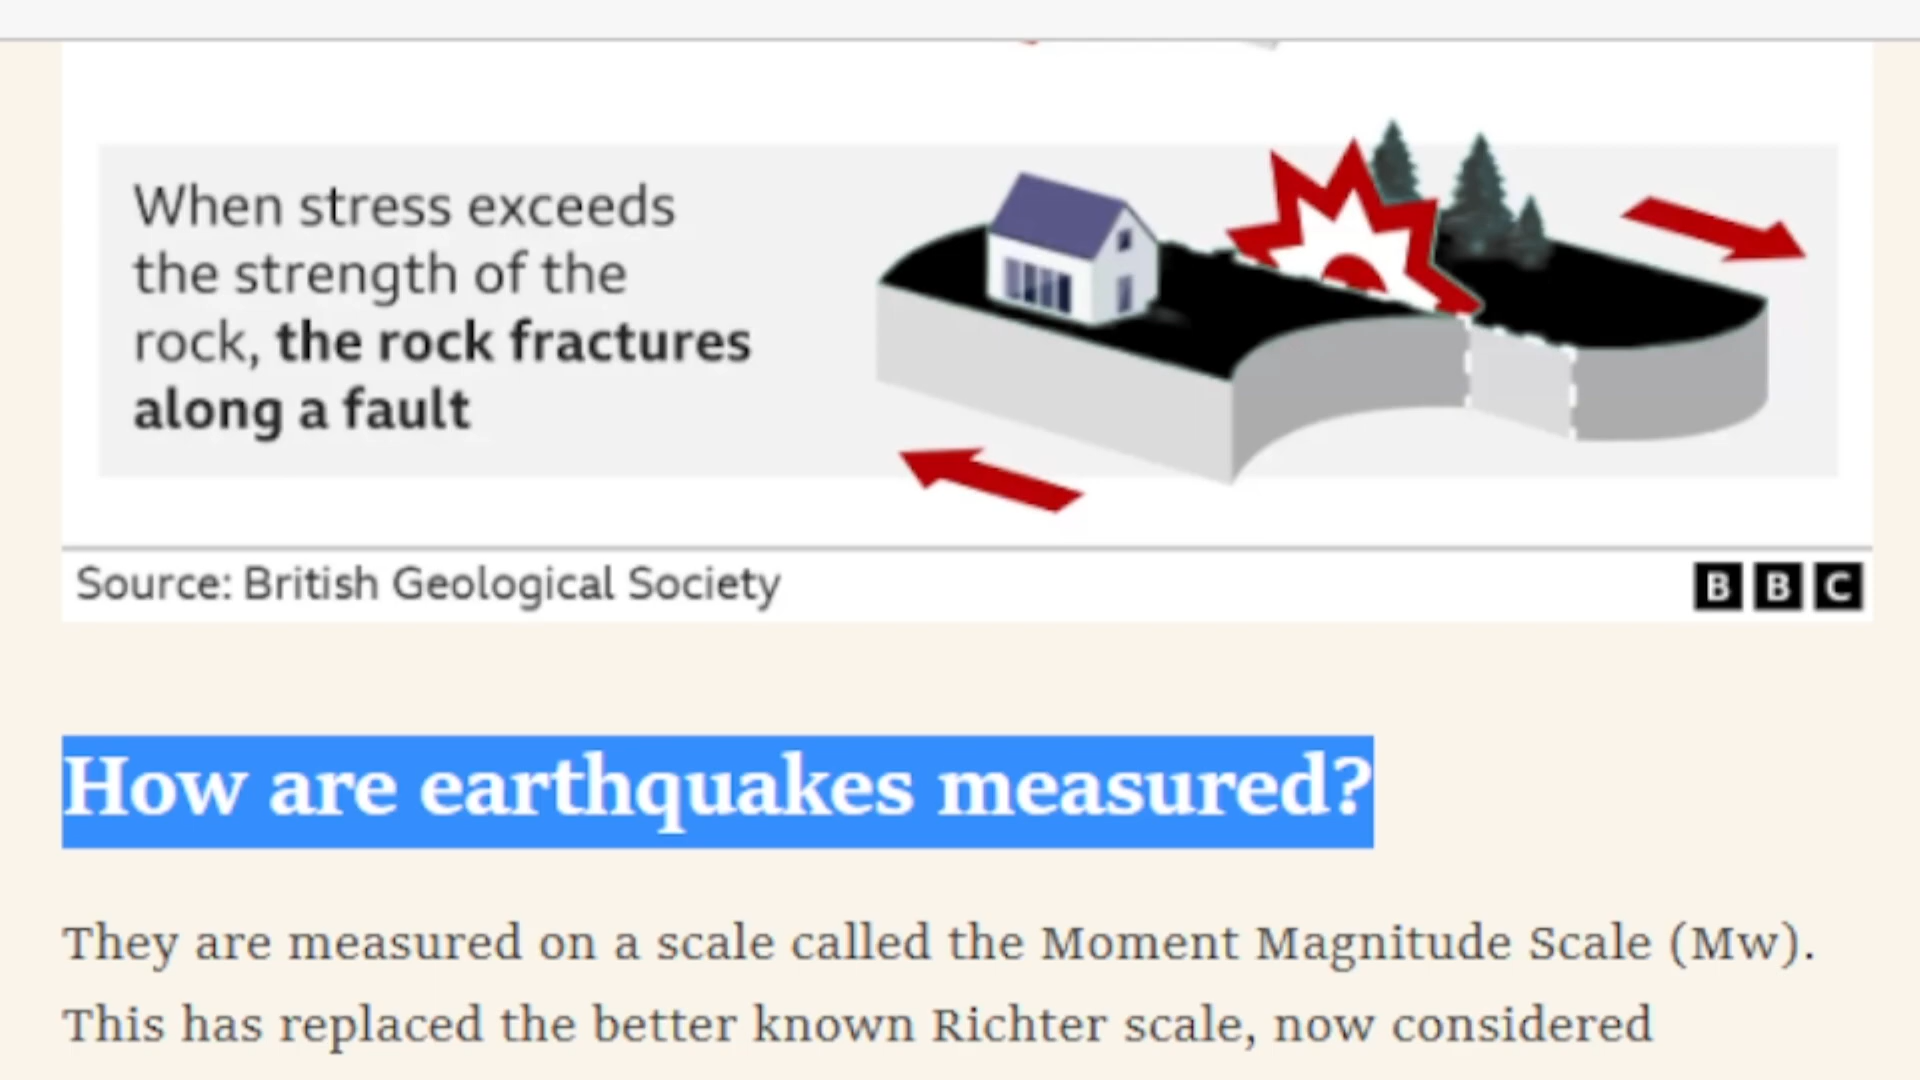 When stress exceeds
the strength of the
rock, the rock fractures
along a fault
Source: British Geological Society
BBC
How are earthquakes measured?
They are measured on a scale called the Moment Magnitude Scale (Mw).
This has replaced the better known Richter scale, now considered